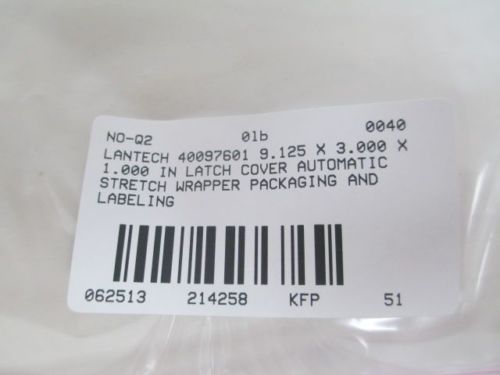 NO-Q2 01b 0040
LANTECH 40097601 9.125 X 3.000 X
1.000 IN LATCH COVER AUTOMATIC
STRETCH WRAPPER PACKAGING AND
LABELING
062513 214258 KFP 51